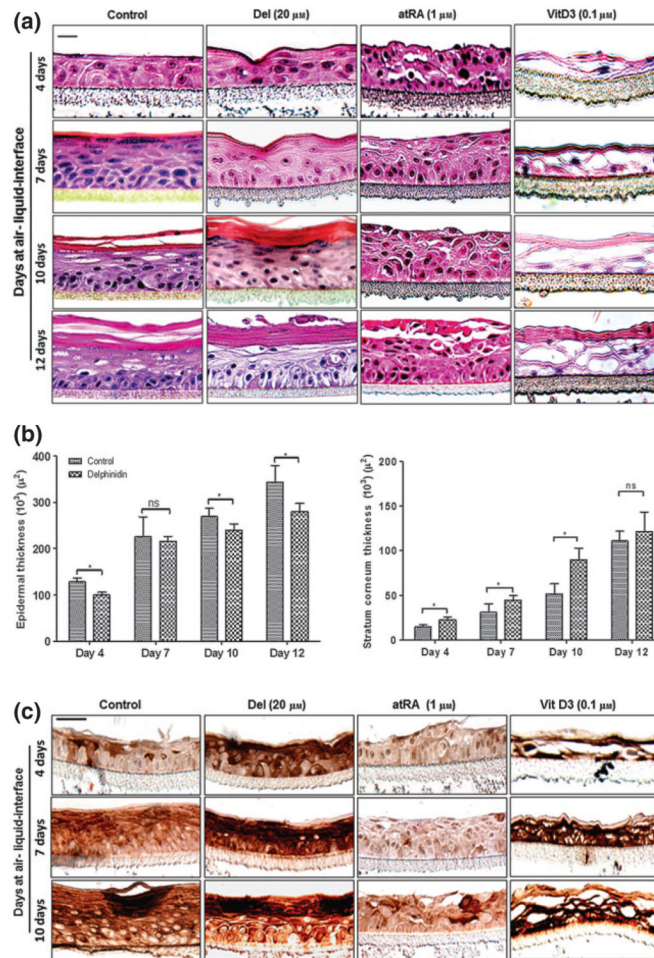 (a)
Control Del (20 μM) atRA (1 μM) VitD3 (0.1 μM)
Days at air- liquid-interface
4 days
7 days
10 days
12 days
(b)
Epidermal thickness (10³) (μ²)
400
300
200
100
0
Control
Delphinidin
*
ns
*
*
Day 4 Day 7 Day 10 Day 12
Stratum corneum thickness (10³) (μ²)
200
150
100
50
0
*
*
*
ns
Day 4 Day 7 Day 10 Day 12
(c)
Control Del (20 μM) atRA (1 μM) Vit D3 (0.1 μM)
Days at air- liquid-interface
4 days
7 days
10 days